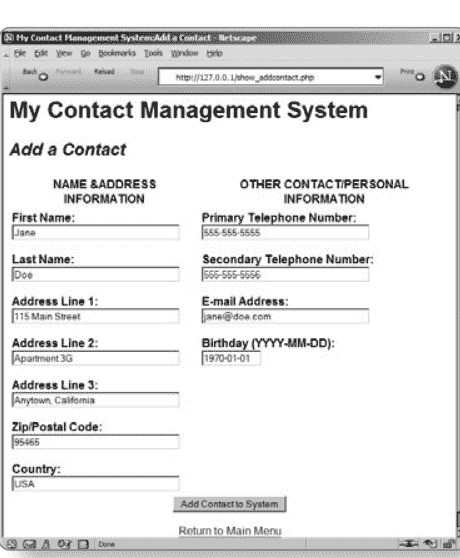 My Contact Management System:Add a Contact - Netscape
File Edit View Go Bookmarks Tools Window Help
Back Forward Reload Stop http://127.0.0.1/show_addcontact.php Print N
My Contact Management System
Add a Contact
NAME &ADDRESS
INFORMATION
OTHER CONTACT/PERSONAL
INFORMATION
First Name:
Jane
Primary Telephone Number:
555-555-5555
Last Name:
Doe
Secondary Telephone Number:
555-555-5556
Address Line 1:
115 Main Street
E-mail Address:
jane@doe.com
Address Line 2:
Apartment 3G
Birthday (YYYY-MM-DD):
1970-01-01
Address Line 3:
Anytown, California
Zip/Postal Code:
95465
Country:
USA
Add Contact to System
Return to Main Menu
Done